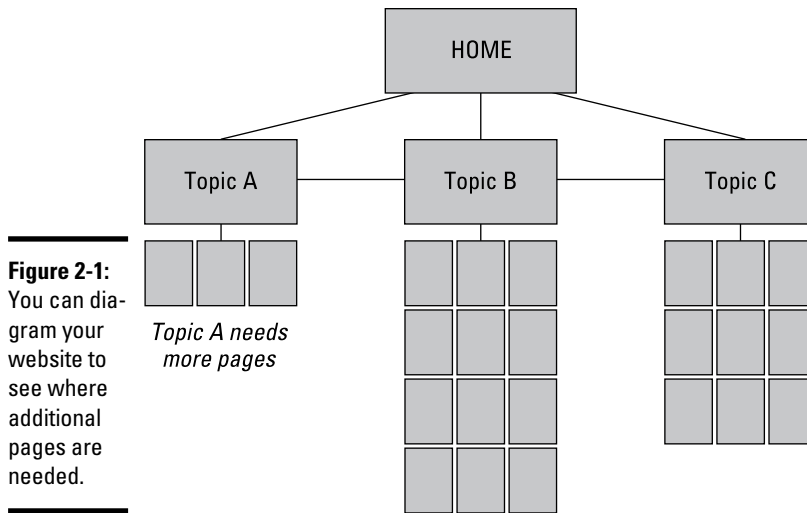 HOME
Topic A
Topic B
Topic C
Topic A needs
more pages
Figure 2-1:
You can dia-
gram your
website to
see where
additional
pages are
needed.